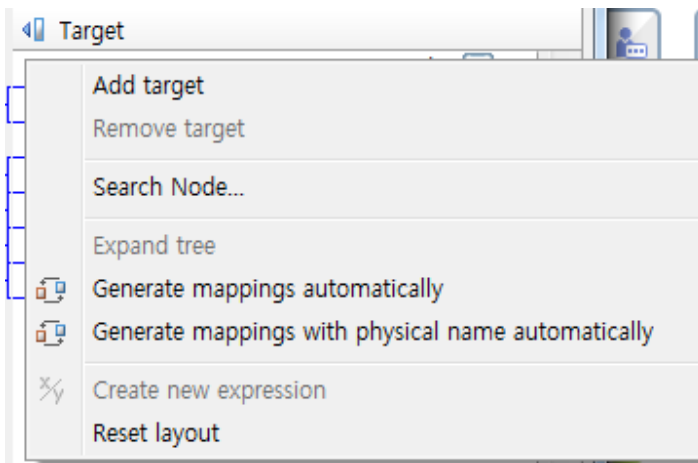 Target
Add target
Remove target
Search Node...
Expand tree
Generate mappings automatically
Generate mappings with physical name automatically
Create new expression
Reset layout